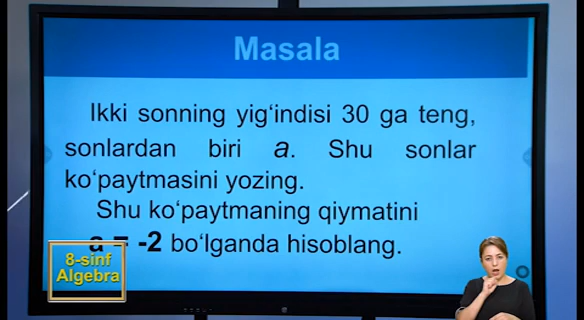 Masala
Ikki sonning yig‘indisi 30 ga teng,
sonlardan biri a. Shu sonlar
ko‘paytmasini yozing.
Shu ko‘paytmaning qiymatini
a = -2 bo‘lganda hisoblang.
8-sinf
Algebra